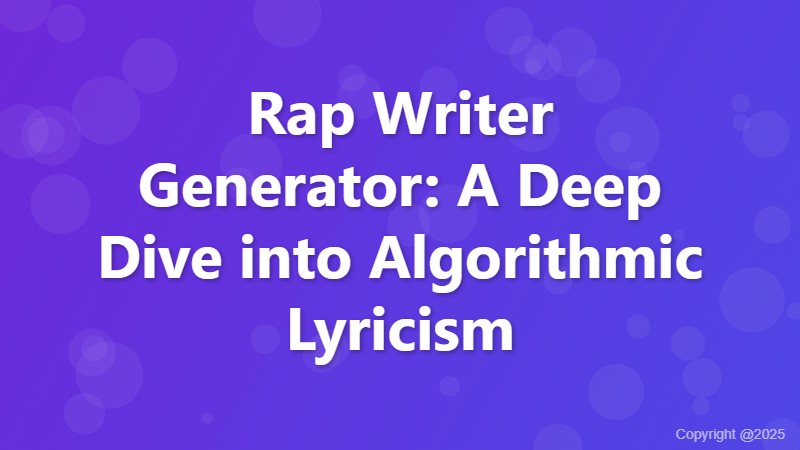 Rap Writer
Generator: A Deep
Dive into Algorithmic
Lyricism
Copyright @2025